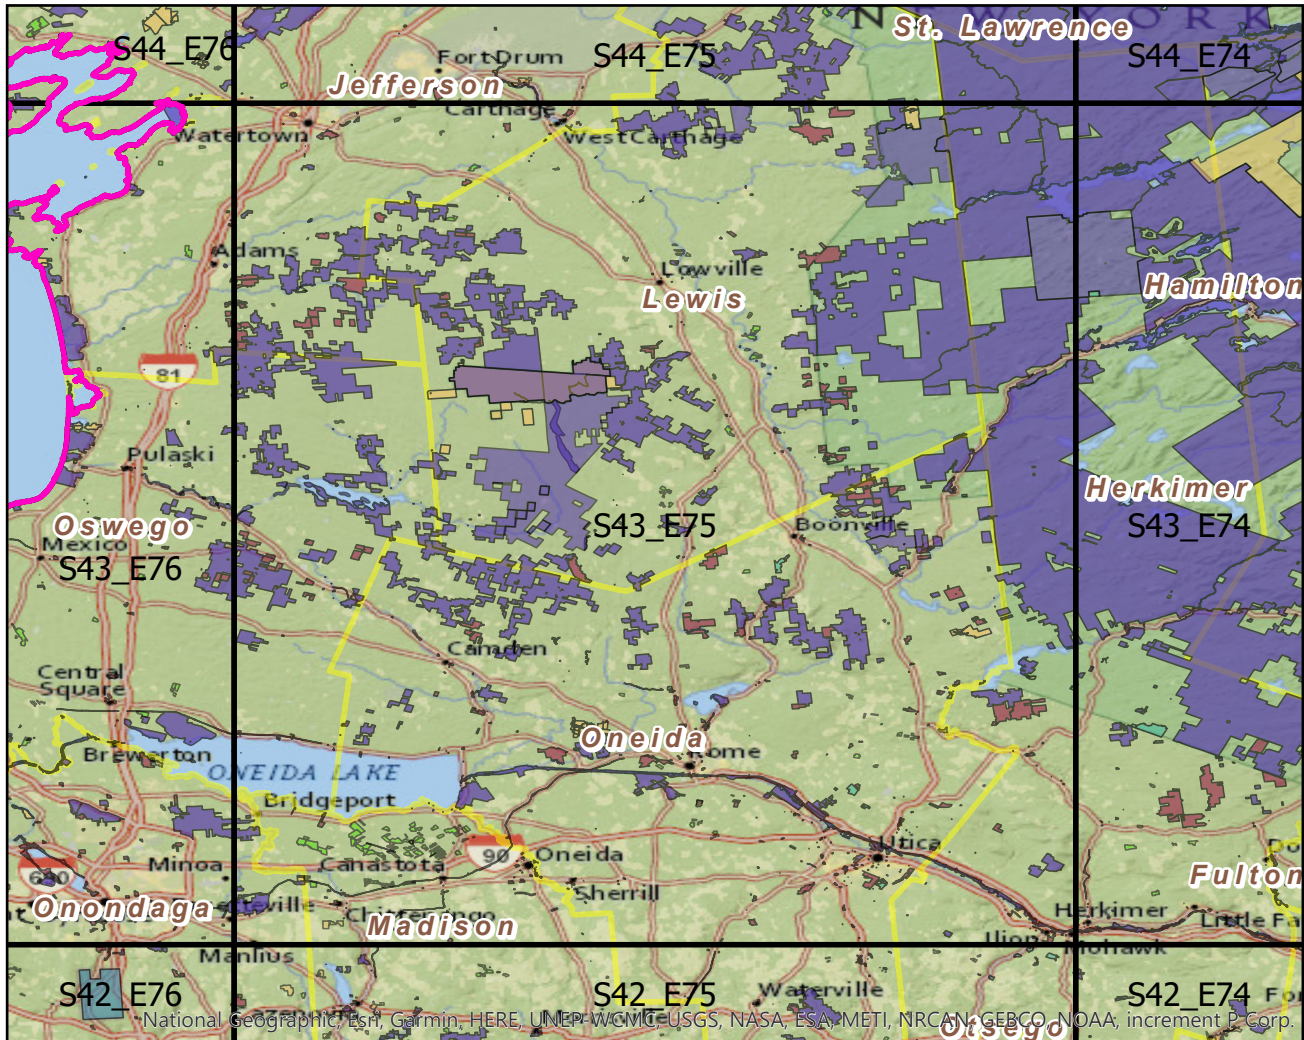 N E W Y O R K
St. Lawrence
S44_E76
S44_E75
S44_E74
Fort Drum
Jefferson
Carthage
Watertown
West Carthage
Adams
Lowville
Lewis
Hamilton
81
Pulaski
Herkimer
Oswego
S43_E75
Boonville
S43_E74
Mexico
S43_E76
Camden
Central
Square
Oneida
Rome
Brewerton
ONEIDA LAKE
Bridgeport
Utica
Minoa
Canastota
90
Oneida
690
Sherrill
Fulton
Onondaga
Chittenango
Madison
Herkimer
Little Fa
Ilion
Mohawk
Manlius
S42_E76
S42_E75
S42_E74
Waterville
National Geographic, Esri, Garmin, HERE, UNEP-WCMC, USGS, NASA, ESA, METI, NRCAN, GEBCO, NOAA, increment P Corp.
Otsego